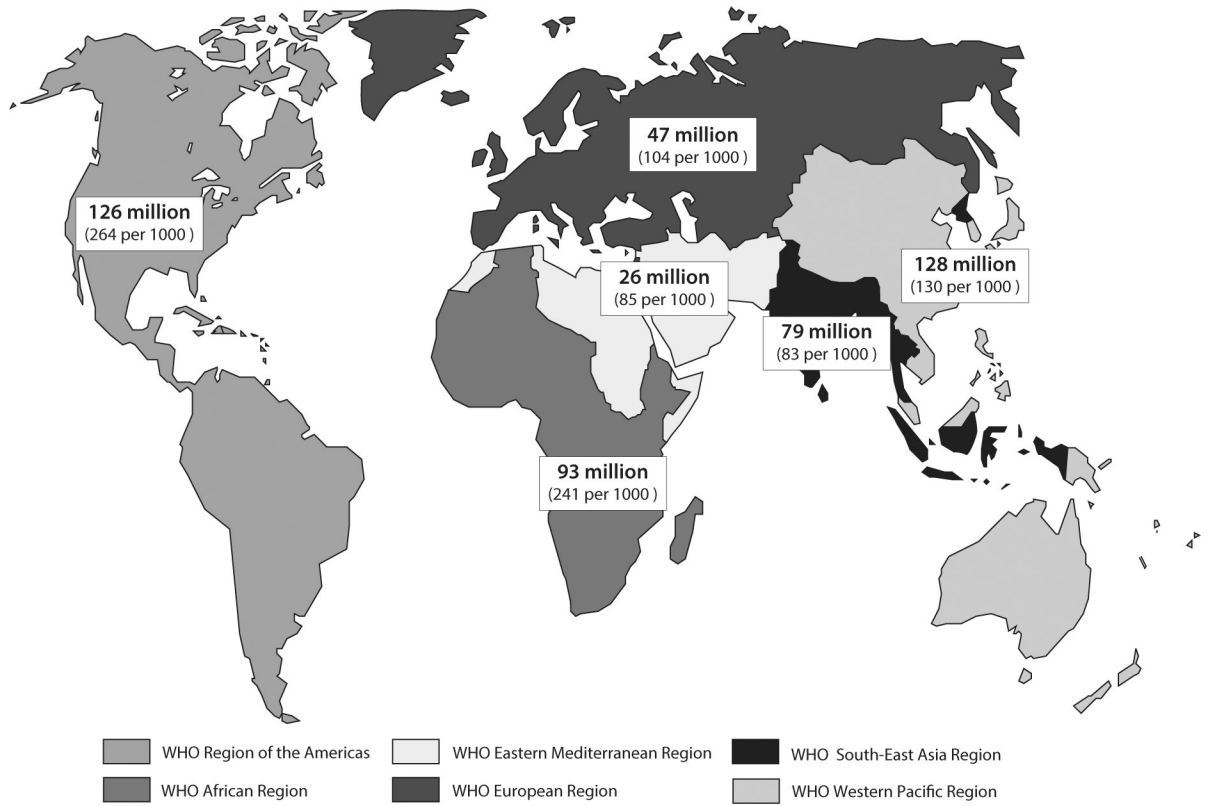 47 million
(104 per 1000 )
126 million
(264 per 1000 )
26 million
(85 per 1000 )
128 million
(130 per 1000 )
79 million
(83 per 1000 )
93 million
(241 per 1000 )
WHO Region of the Americas
WHO Eastern Mediterranean Region
WHO South-East Asia Region
WHO African Region
WHO European Region
WHO Western Pacific Region